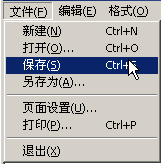 文件(F) 编辑(E) 格式(O)
新建(N) Ctrl+N
打开(O)... Ctrl+O
保存(S) Ctrl+
另存为(A)...
页面设置(U)...
打印(P)... Ctrl+P
退出(X)